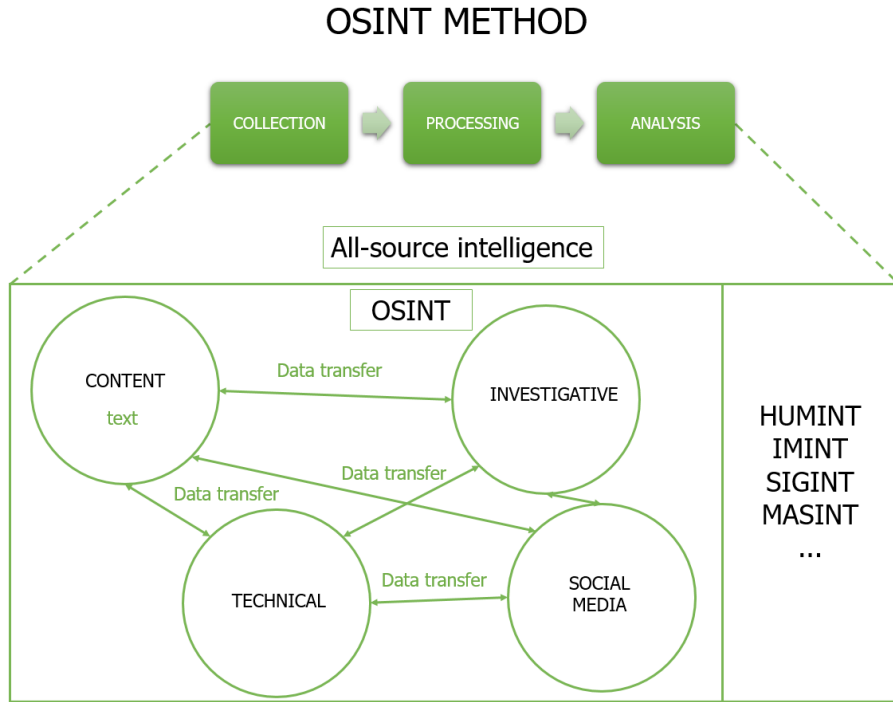 OSINT METHOD
COLLECTION
PROCESSING
ANALYSIS
All-source intelligence
OSINT
CONTENT
text
Data transfer
INVESTIGATIVE
Data transfer
Data transfer
TECHNICAL
Data transfer
SOCIAL
MEDIA
HUMINT
IMINT
SIGINT
MASINT
...